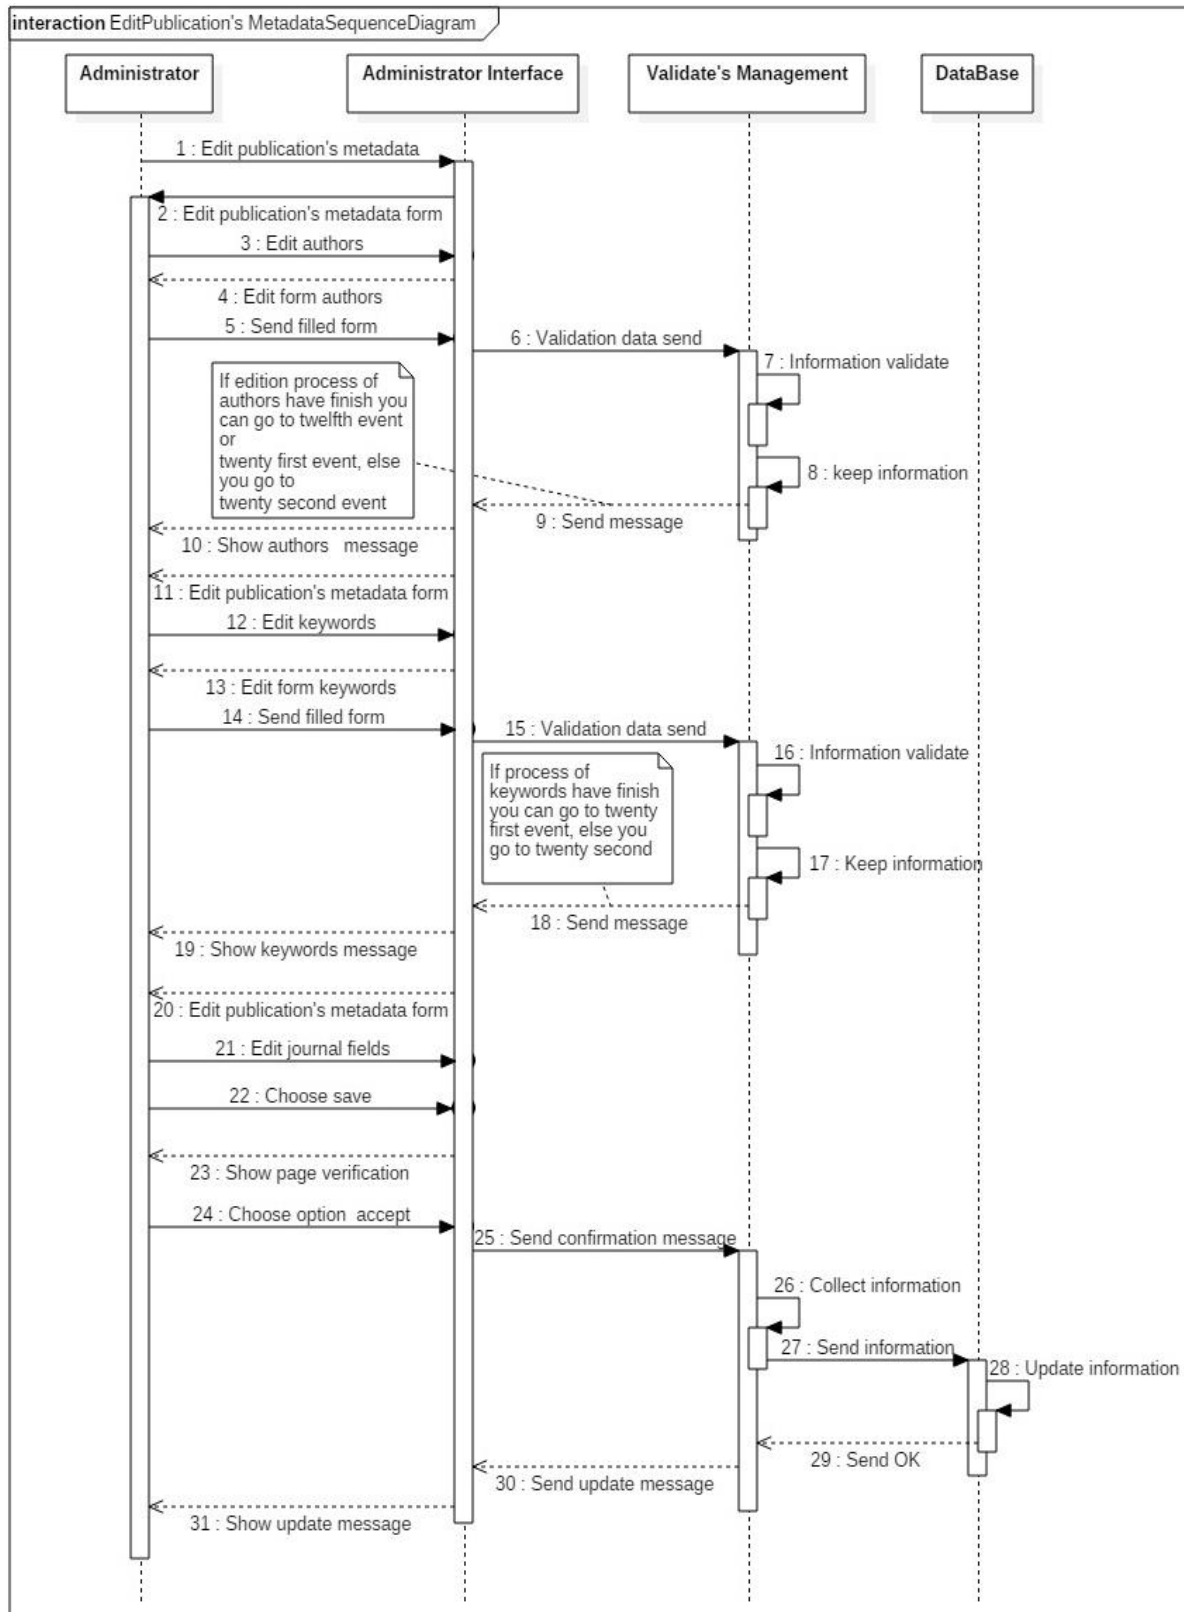 interaction EditPublication's MetadataSequenceDiagram
Administrator
Administrator Interface
Validate's Management
DataBase
1 : Edit publication's metadata
2 : Edit publication's metadata form
3 : Edit authors
4 : Edit form authors
5 : Send filled form
6 : Validation data send
7 : Information validate
If edition process of
authors have finish you
can go to twelfth event
or
twenty first event, else
you go to
twenty second event
8 : keep information
9 : Send message
10 : Show authors message
11 : Edit publication's metadata form
12 : Edit keywords
13 : Edit form keywords
14 : Send filled form
15 : Validation data send
16 : Information validate
If process of
keywords have finish
you can go to twenty
first event, else you
go to twenty second
17 : Keep information
18 : Send message
19 : Show keywords message
20 : Edit publication's metadata form
21 : Edit journal fields
22 : Choose save
23 : Show page verification
24 : Choose option accept
25 : Send confirmation message
26 : Collect information
27 : Send information
28 : Update information
29 : Send OK
30 : Send update message
31 : Show update message